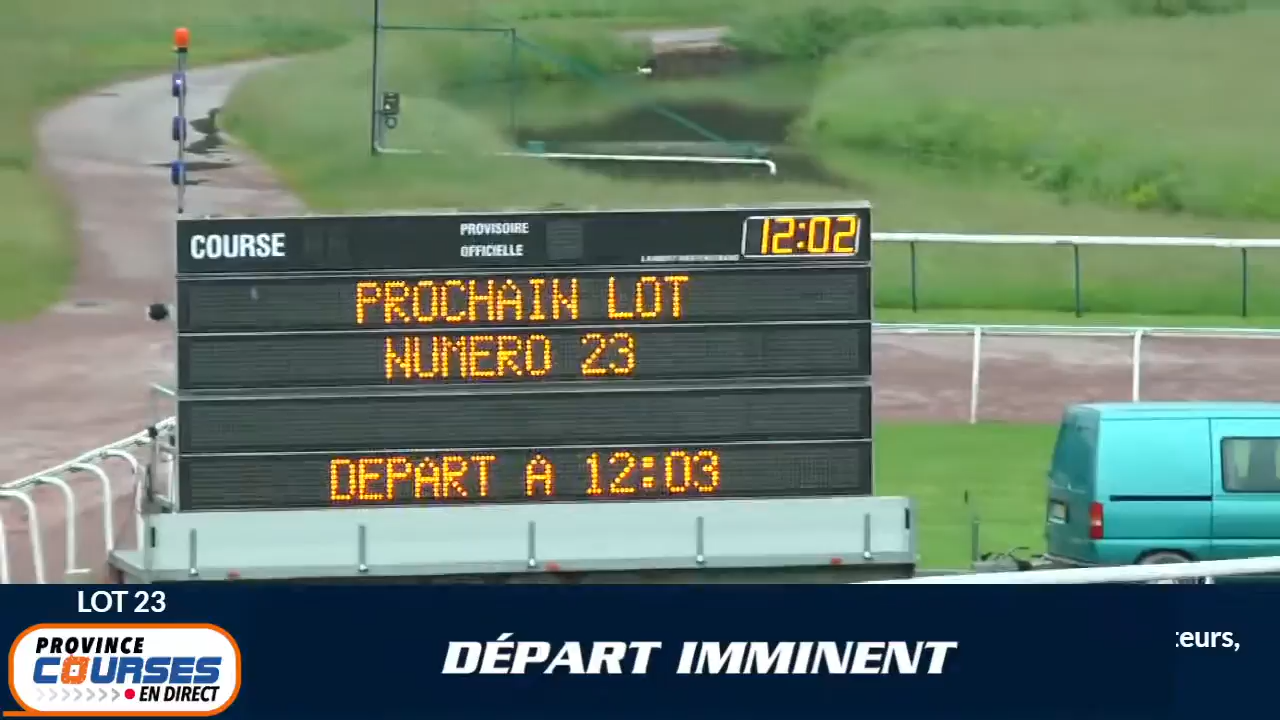 COURSE
PROVISOIRE
OFFICIELLE
12:02
PROCHAIN LOT
NUMERO 23
DEPART A 12:03
LOT 23
PROVINCE
COURSES
EN DIRECT
DÉPART IMMINENT
teurs,